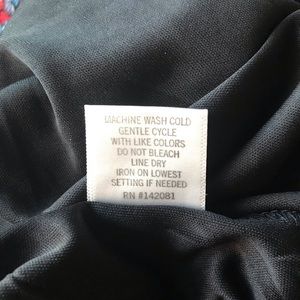 MACHINE WASH COLD
GENTLE CYCLE
WITH LIKE COLORS
DO NOT BLEACH
LINE DRY
IRON ON LOWEST
SETTING IF NEEDED
RN #142081